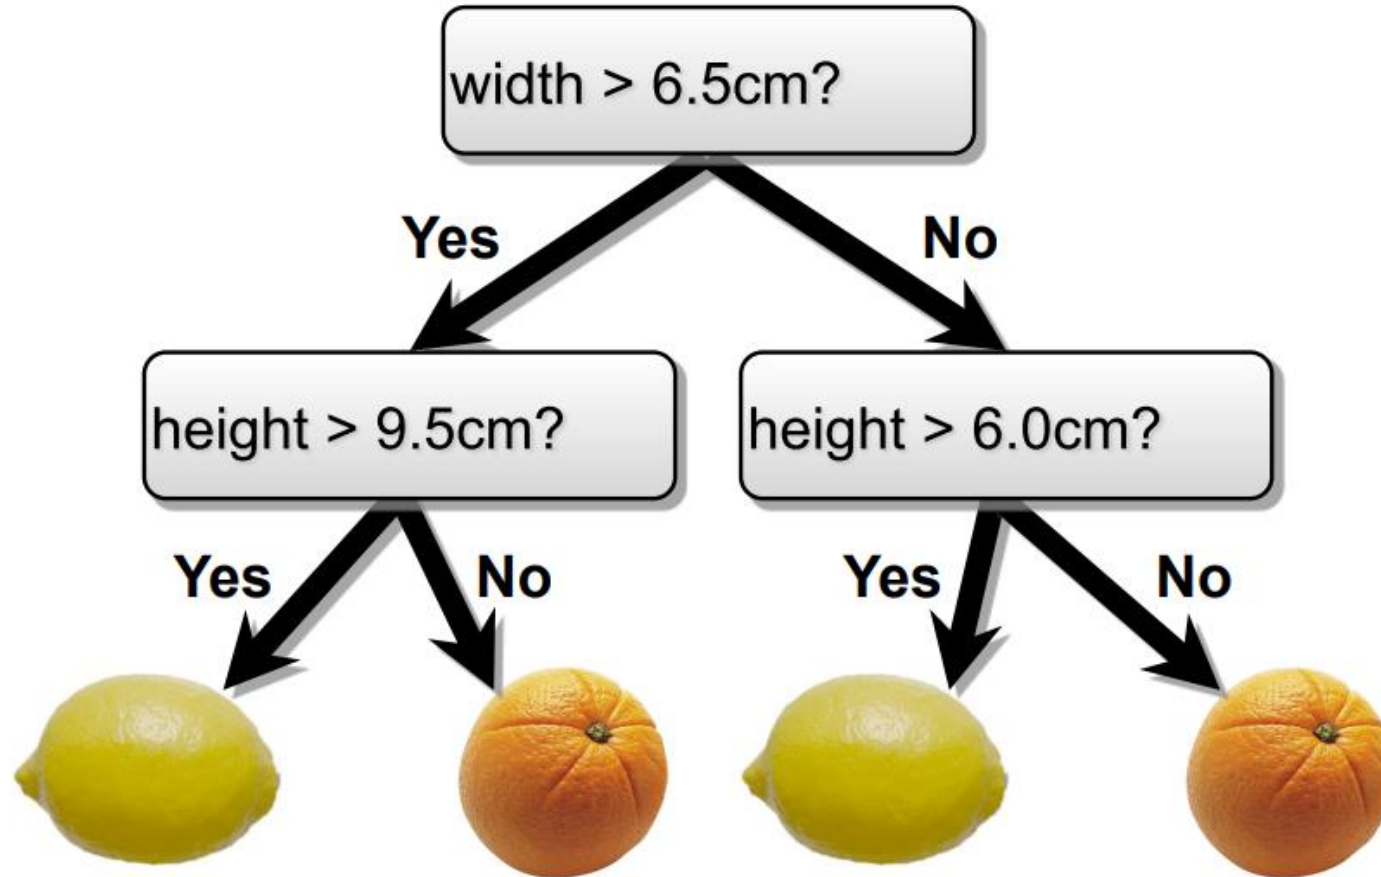 width > 6.5cm?
Yes
No
height > 9.5cm?
height > 6.0cm?
Yes
No
Yes
No